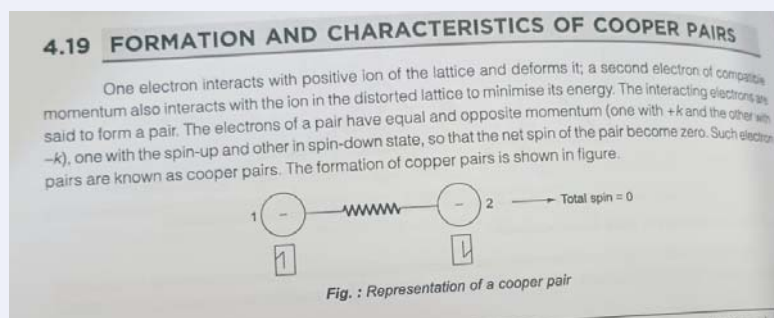 4.19 FORMATION AND CHARACTERISTICS OF COOPER PAIRS
One electron interacts with positive ion of the lattice and deforms it; a second electron of compatible
momentum also interacts with the ion in the distorted lattice to minimise its energy. The interacting electrons are
said to form a pair. The electrons of a pair have equal and opposite momentum (one with +k and the other with
–k), one with the spin-up and other in spin-down state, so that the net spin of the pair become zero. Such electron
pairs are known as cooper pairs. The formation of copper pairs is shown in figure.
1 – – 2 Total spin = 0
Fig. : Representation of a cooper pair